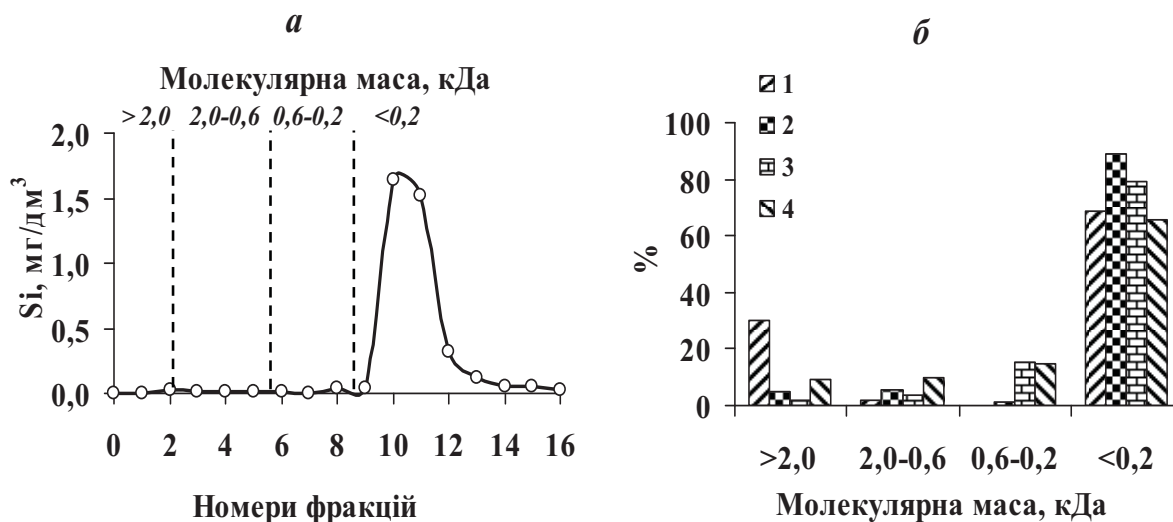 а
Молекулярна маса, кДа
>2,0 2,0-0,6 0,6-0,2 <0,2
Si, мг/дм³
2,0
1,5
1,0
0,5
0,0
0 2 4 6 8 10 12 14 16
Номери фракцій
б
1
2
3
4
%
100
80
60
40
20
0
>2,0 2,0-0,6 0,6-0,2 <0,2
Молекулярна маса, кДа